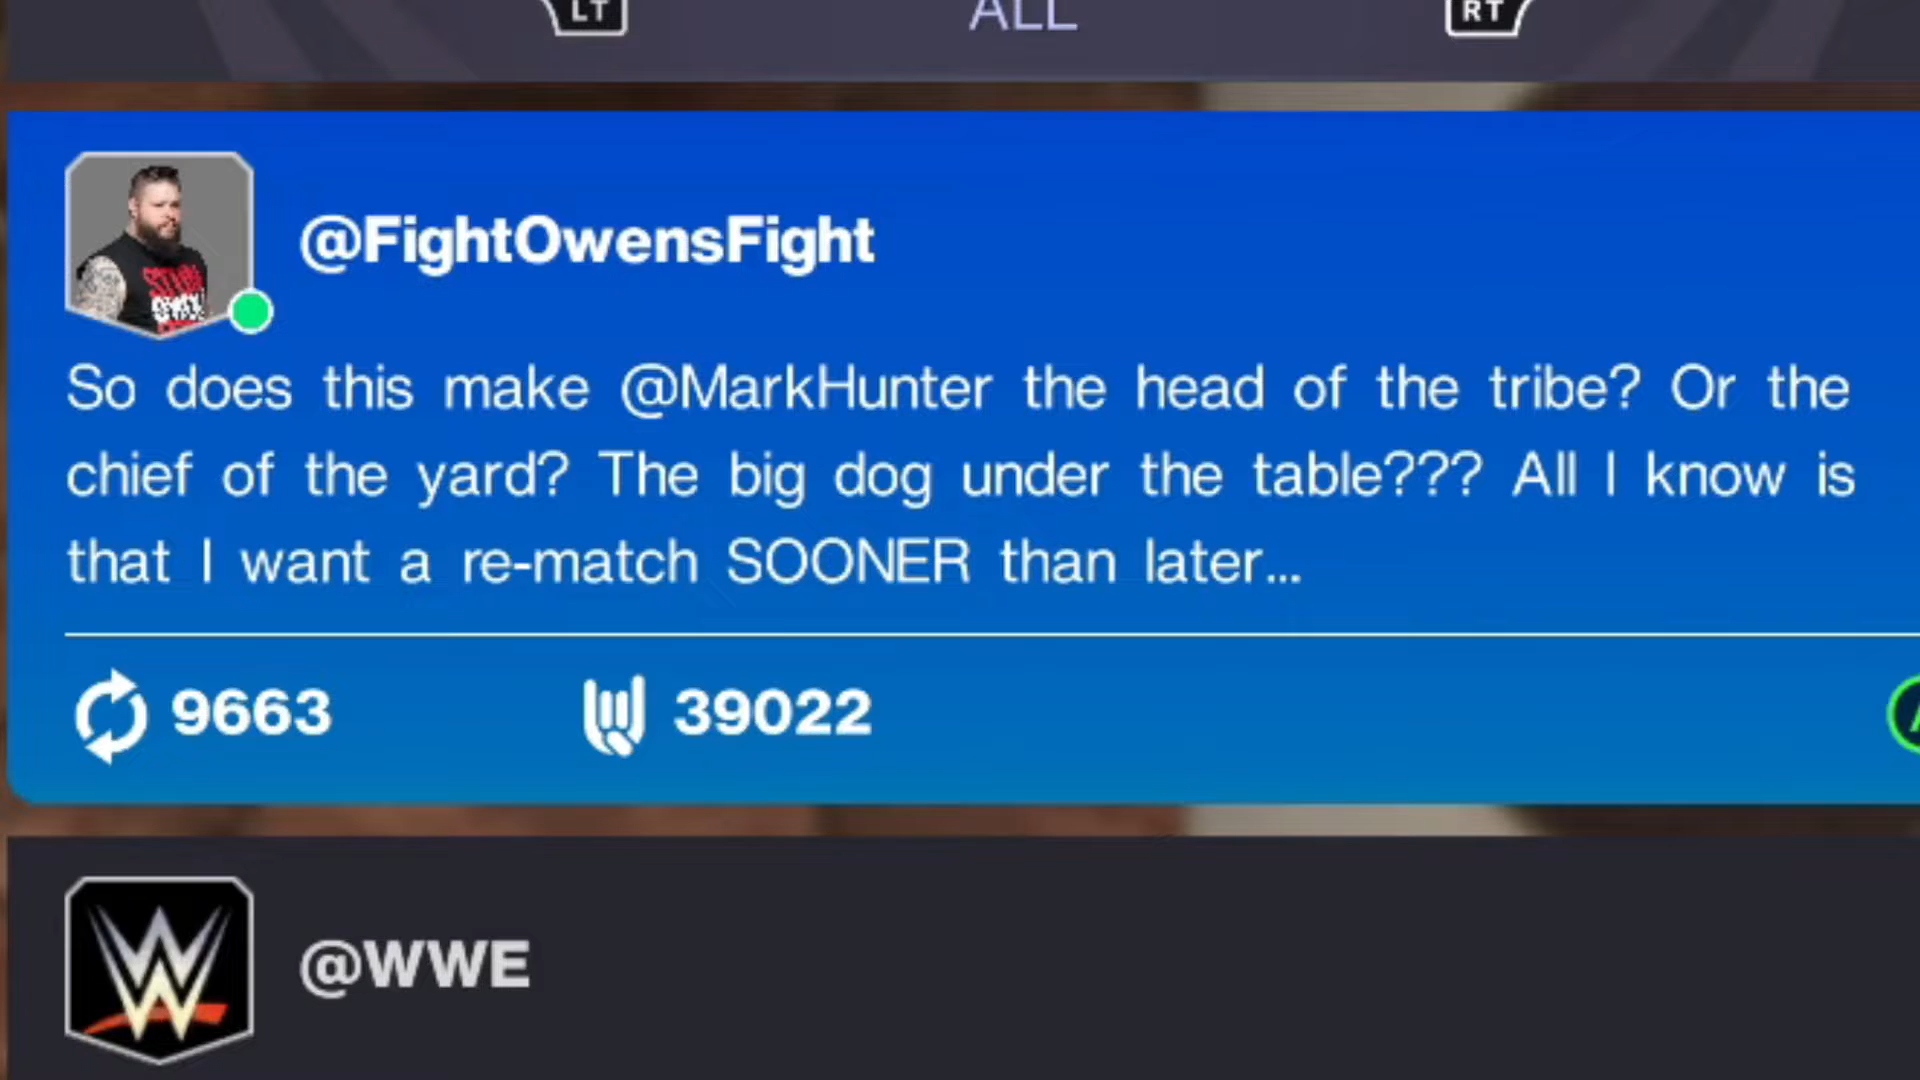 LT ALL RT
@FightOwensFight
So does this make @MarkHunter the head of the tribe? Or the
chief of the yard? The big dog under the table??? All I know is
that I want a re-match SOONER than later...
9663 39022
@WWE